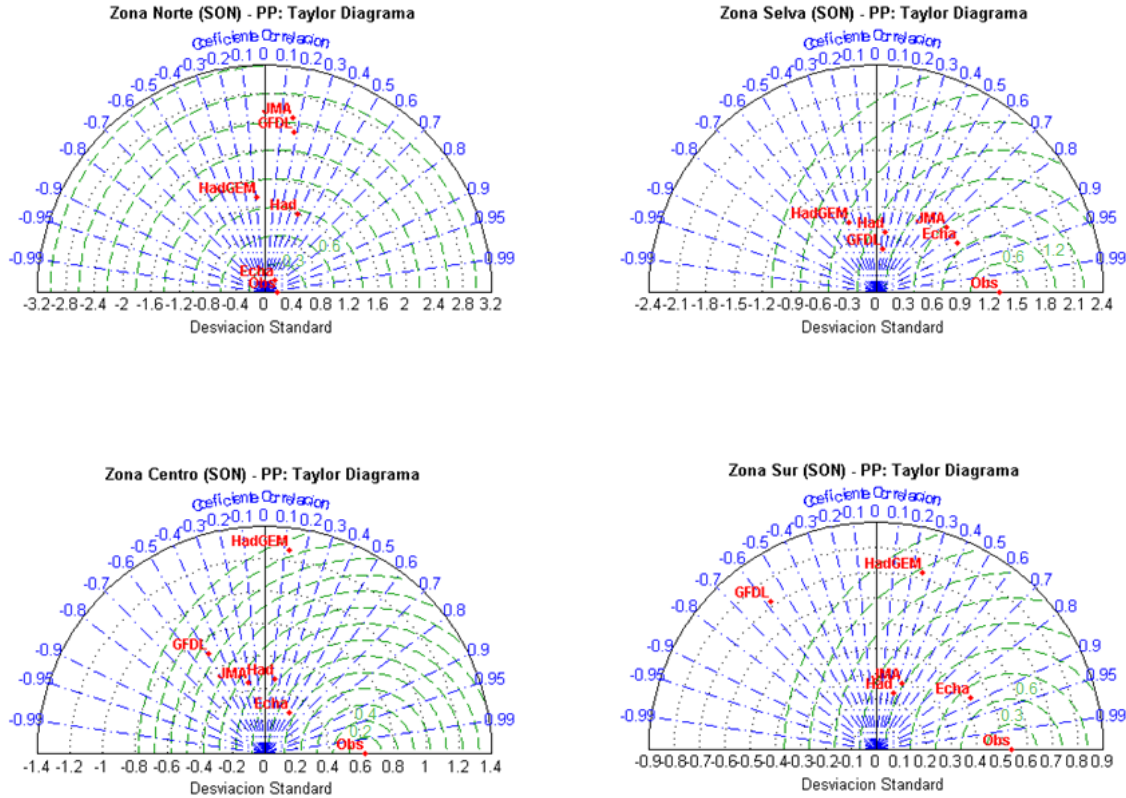 Zona Norte (SON) - PP: Taylor Diagrama
Coeficiente Correlacion
-0.99 -0.95 -0.9 -0.8 -0.7 -0.6 -0.5 -0.4 -0.3 -0.2 -0.1 0 0.1 0.2 0.3 0.4 0.5 0.6 0.7 0.8 0.9 0.95 0.99
JMA
GFDL
HadGEM
Had
0.6
0.3
Echa
Obs
-3.2 -2.8 -2.4 -2 -1.6 -1.2 -0.8 -0.4 0 0.4 0.8 1.2 1.6 2 2.4 2.8 3.2
Desviacion Standard
Zona Selva (SON) - PP: Taylor Diagrama
Coeficiente Correlacion
-0.99 -0.95 -0.9 -0.8 -0.7 -0.6 -0.5 -0.4 -0.3 -0.2 -0.1 0 0.1 0.2 0.3 0.4 0.5 0.6 0.7 0.8 0.9 0.95 0.99
HadGEM
Had
JMA
GFDL
Echa
1.2
0.6
Obs
-2.4 -2.1 -1.8 -1.5 -1.2 -0.9 -0.6 -0.3 0 0.3 0.6 0.9 1.2 1.5 1.8 2.1 2.4
Desviacion Standard
Zona Centro (SON) - PP: Taylor Diagrama
Coeficiente Correlacion
-0.99 -0.95 -0.9 -0.8 -0.7 -0.6 -0.5 -0.4 -0.3 -0.2 -0.1 0 0.1 0.2 0.3 0.4 0.5 0.6 0.7 0.8 0.9 0.95 0.99
HadGEM
GFDL
JMA
Had
Echa
0.4
0.2
Obs
-1.4 -1.2 -1 -0.8 -0.6 -0.4 -0.2 0 0.2 0.4 0.6 0.8 1 1.2 1.4
Desviacion Standard
Zona Sur (SON) - PP: Taylor Diagrama
Coeficiente Correlacion
-0.99 -0.95 -0.9 -0.8 -0.7 -0.6 -0.5 -0.4 -0.3 -0.2 -0.1 0 0.1 0.2 0.3 0.4 0.5 0.6 0.7 0.8 0.9 0.95 0.99
HadGEM
GFDL
JMA
Had
Echa
0.6
0.3
Obs
-0.9 -0.8 -0.7 -0.6 -0.5 -0.4 -0.3 -0.2 -0.1 0 0.1 0.2 0.3 0.4 0.5 0.6 0.7 0.8 0.9
Desviacion Standard